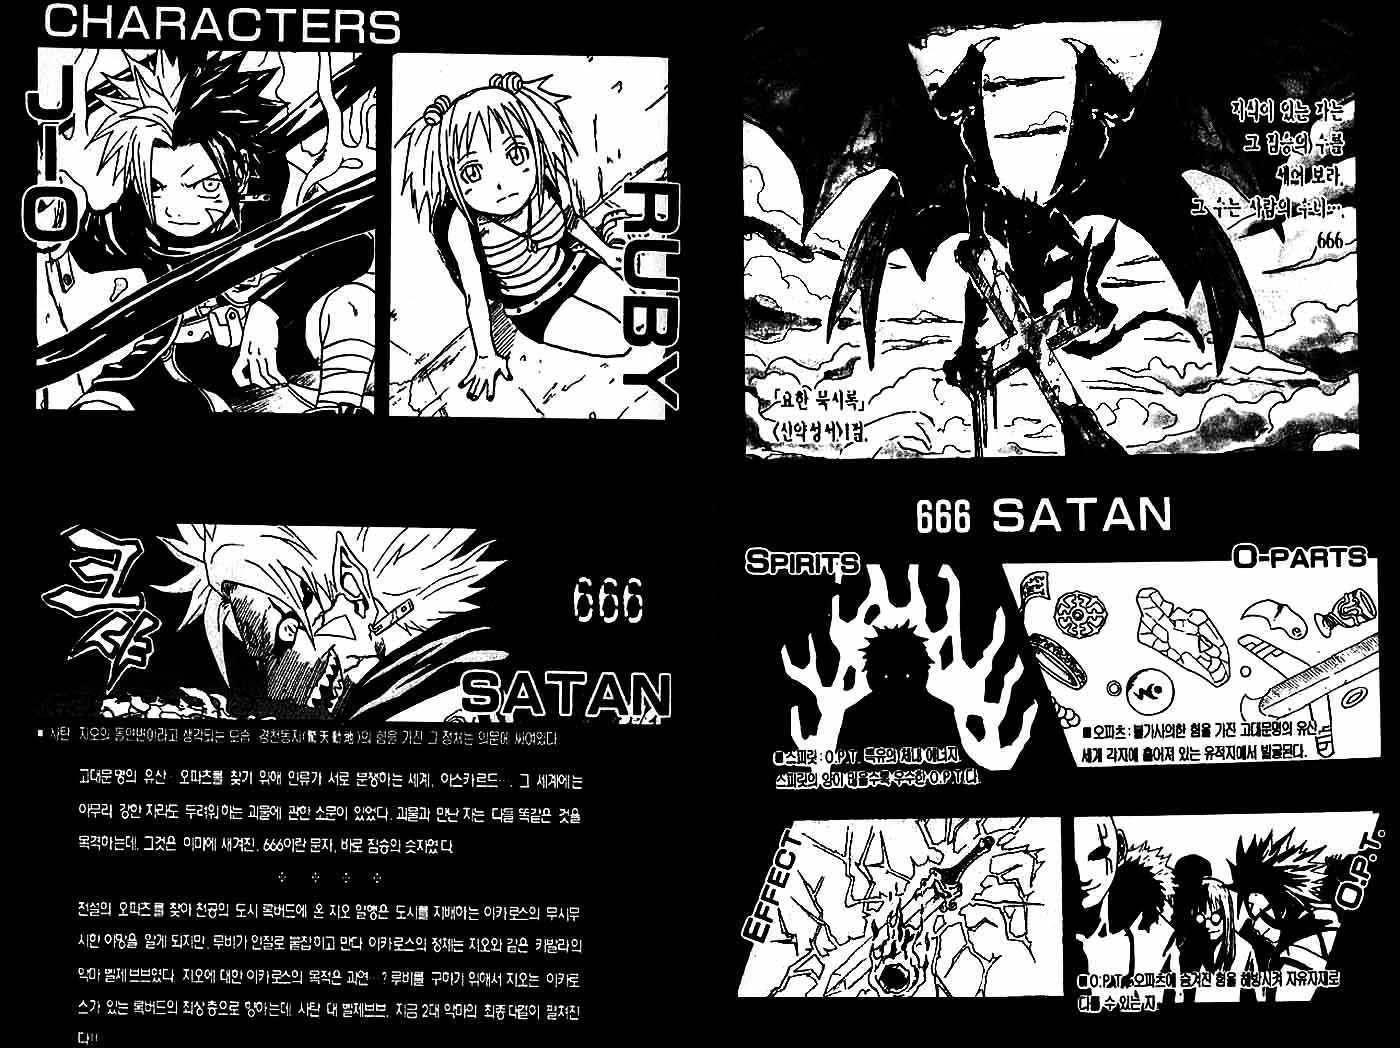 CHARACTERS
JIO
RUBY
지식이 있는 자는
그 짐승의 수를
세어 보라.
그 수는 사람의 수니….
666
「요한 묵시록」
〈신약성서〉1절.
666 SATAN
SPIRITS
O-PARTS
666
SATAN
■ 사탄 : 지오의 돌연변이라고 생각되는 모습. 경천동지(驚天動地)의 힘을 가진 그 정체는 의문에 싸여있다.
고대문명의 유산·오파츠를 찾기 위해 인류가 서로 분쟁하는 세계, 아스카르드…. 그 세계에는
아무리 강한 자라도 두려워하는 괴물에 관한 소문이 있었다. 괴물과 만난 자는 다들 똑같은 것을
목격하는데, 그것은 이마에 새겨진, 666이란 문자, 바로 짐승의 숫자였다.
전설의 오파츠를 찾아 천공의 도시 록버드에 온 지오 일행은 도시를 지배하는 이카로스의 무시무
시한 야망을 알게 되지만, 루비가 인질로 붙잡히고 만다. 이카로스의 정체는 지오와 같은 카발라의
악마 벨제브브였다. 지오에 대한 이카로스의 목적은 과연…? 루비를 구하기 위해서 지오는 이카로
스가 있는 록버드의 최상층으로 향하는데. 사탄 대 벨제브브, 지금 2대 악마의 최종대결이 펼쳐진
다!!
■스피릿 : O.P.T. 특유의 체내 에너지.
스피릿의 양이 많을수록 우수한 O.P.T.다.
■오파츠 : 불가사의한 힘을 가진 고대문명의 유산.
세계 각지에 흩어져 있는 유적지에서 발굴된다.
EFFECT
O.P.T.
■O.P.T. : 오파츠에 숨겨진 힘을 해방시켜 자유자재로
다룰 수 있는 자.